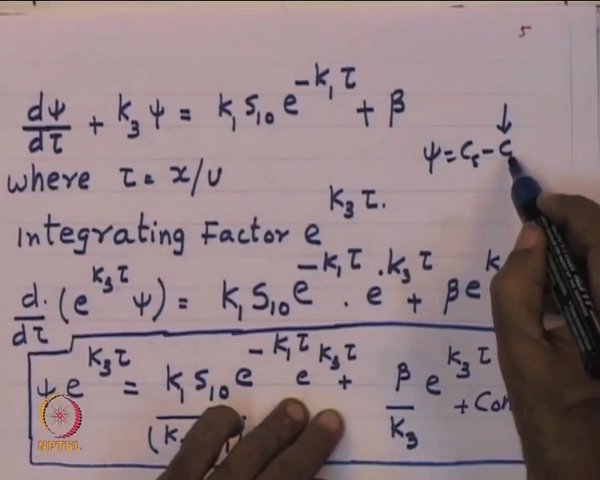 5
dψ/dτ + k₃ψ = k₁S₁₀e^(-k₁τ) + β
ψ = Cₛ - C
where τ = x/U
Integrating Factor e^(k₃τ).
d/dτ (e^(k₃τ) ψ) = k₁S₁₀e^(-k₁τ) . e^(.k₃τ) + βe^k
ψe^(k₃τ) = k₁S₁₀e^(-k₁τ) e^(k₃τ) / (k + β/k₃ e^(k₃τ) + Con
NPTEL